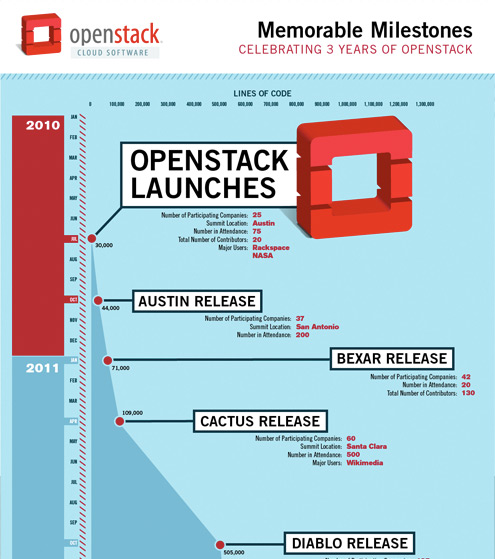 openstack
CLOUD SOFTWARE
Memorable Milestones
CELEBRATING 3 YEARS OF OPENSTACK
LINES OF CODE
0 100,000 200,000 300,000 400,000 500,000 600,000 700,000 800,000 900,000 1,000,000 1,100,000 1,200,000 1,300,000
2010
JAN
FEB
MAR
APR
MAY
JUN
JUL
AUG
SEP
OCT
NOV
DEC
OPENSTACK
LAUNCHES
Number of Participating Companies: 25
Summit Location: Austin
Number in Attendance: 75
Total Number of Contributors: 20
Major Users: Rackspace
NASA
30,000
AUSTIN RELEASE
44,000
Number of Participating Companies: 37
Summit Location: San Antonio
Number in Attendance: 200
2011
JAN
FEB
MAR
APR
MAY
JUN
JUL
AUG
SEP
OCT
BEXAR RELEASE
71,000
Number of Participating Companies: 42
Number in Attendance: 20
Total Number of Contributors: 130
109,000
CACTUS RELEASE
Number of Participating Companies: 60
Summit Location: Santa Clara
Number in Attendance: 500
Major Users: Wikimedia
DIABLO RELEASE
505,000